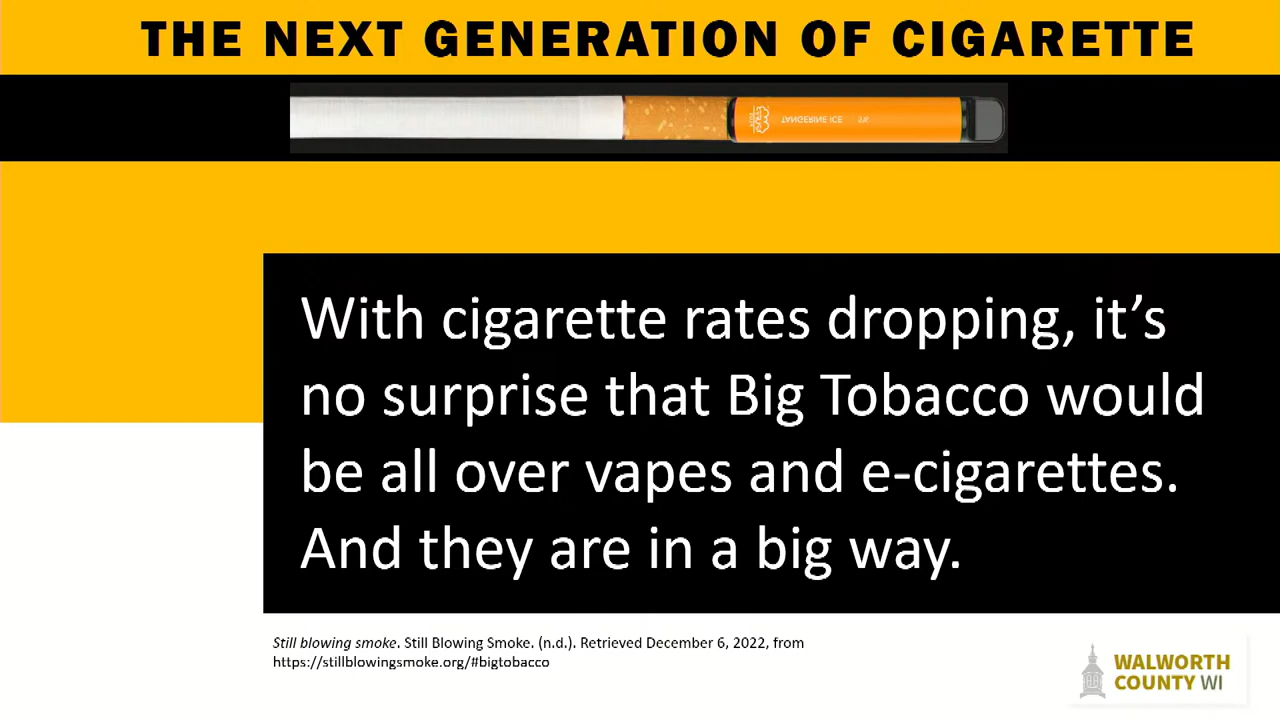 THE NEXT GENERATION OF CIGARETTE
TANGERINE ICE
With cigarette rates dropping, it’s
no surprise that Big Tobacco would
be all over vapes and e-cigarettes.
And they are in a big way.
Still blowing smoke. Still Blowing Smoke. (n.d.). Retrieved December 6, 2022, from
https://stillblowingsmoke.org/#bigtobacco
WALWORTH
COUNTY WI